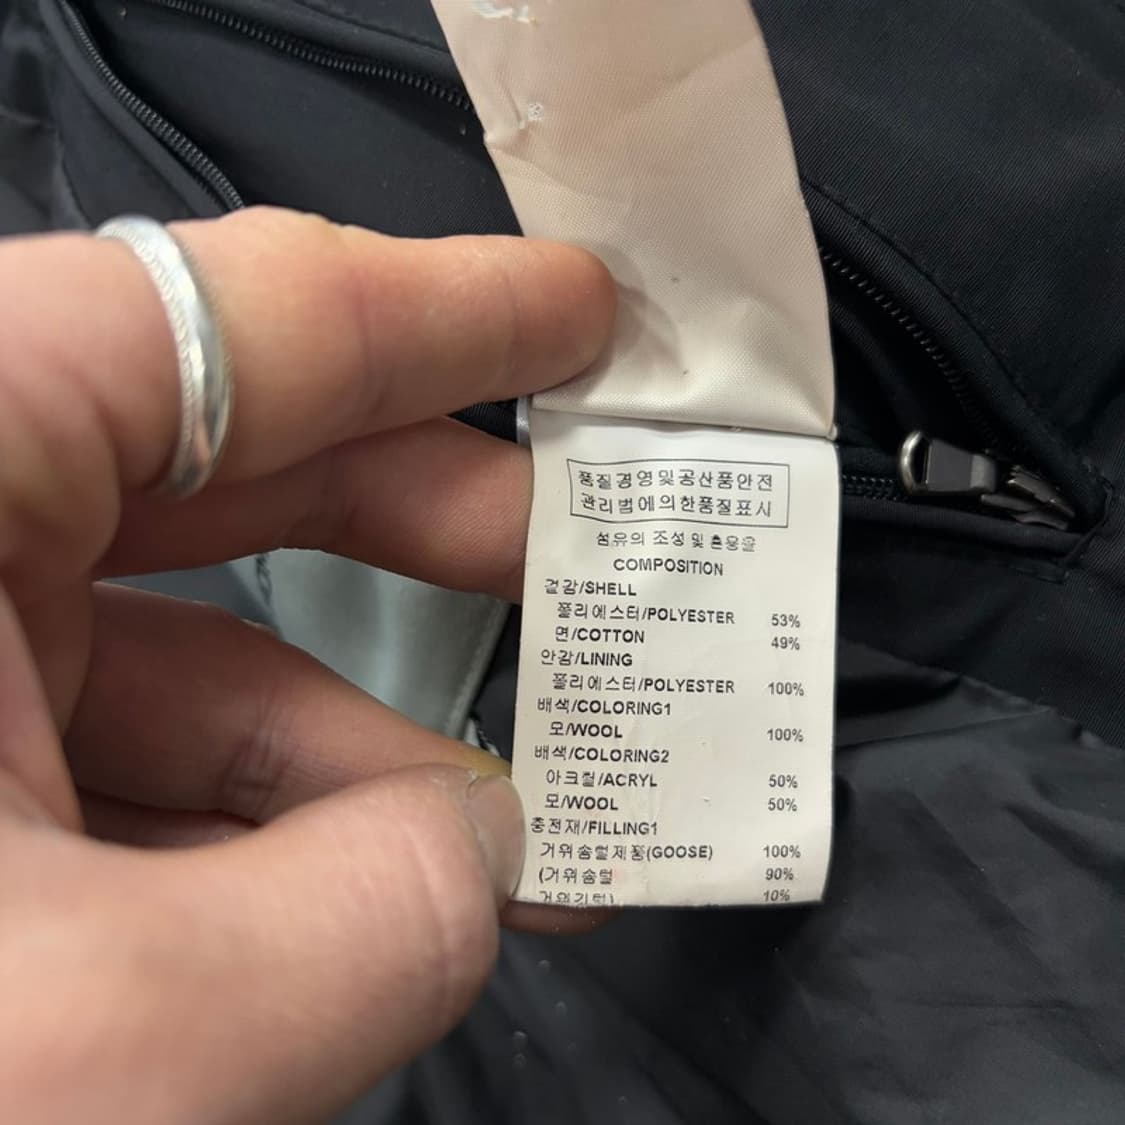 품질경영및공산품안전
관리법에의한품질표시
섬유의 조성 및 혼용율
COMPOSITION
겉감/SHELL
폴리에스터/POLYESTER 53%
면/COTTON 49%
안감/LINING
폴리에스터/POLYESTER 100%
배색/COLORING1
모/WOOL 100%
배색/COLORING2
아크릴/ACRYL 50%
모/WOOL 50%
충전재/FILLING1
거위솜털제품(GOOSE) 100%
(거위솜털 90%
거위깃털) 10%